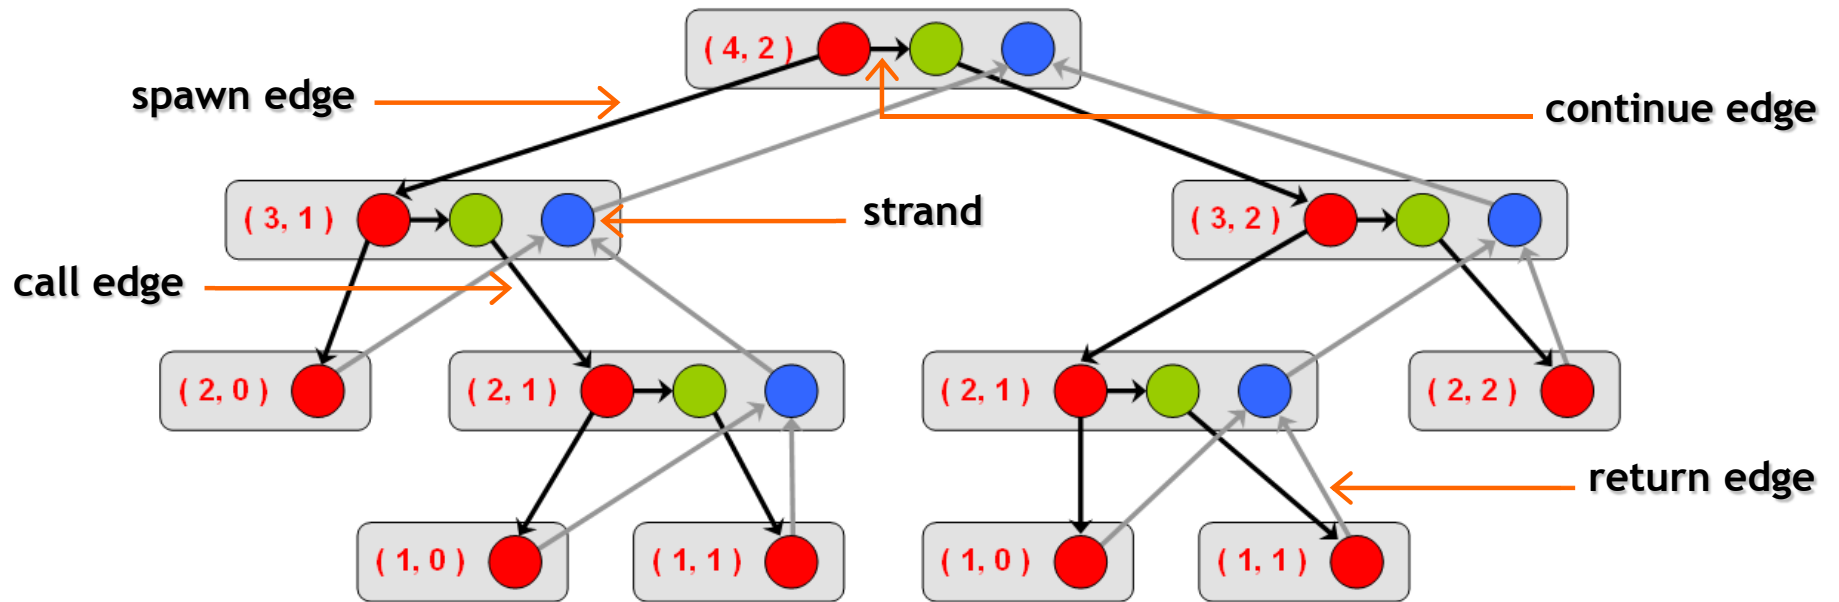 ( 4, 2 )
spawn edge
continue edge
( 3, 1 )
strand
( 3, 2 )
call edge
( 2, 0 )
( 2, 1 )
( 2, 1 )
( 2, 2 )
return edge
( 1, 0 )
( 1, 1 )
( 1, 0 )
( 1, 1 )